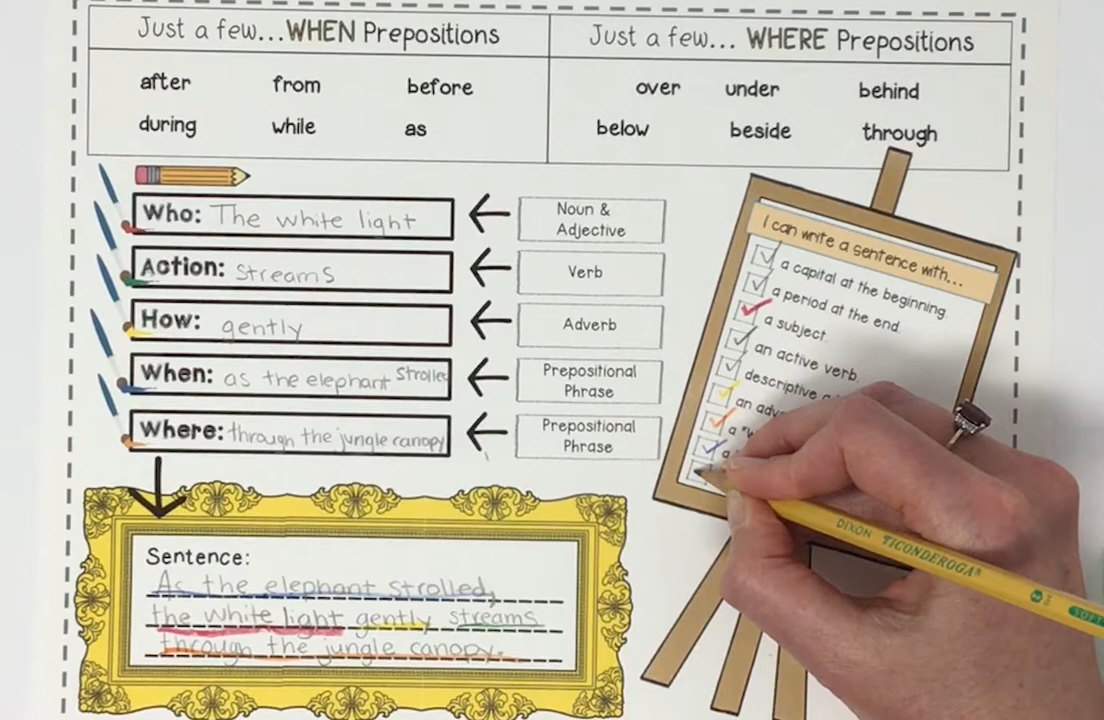 Just a few...WHEN Prepositions
after from before
during while as
Just a few... WHERE Prepositions
over under behind
below beside through
Who: The white light
Noun & Adjective
Action: streams
Verb
How: gently
Adverb
When: as the elephant strolled
Prepositional Phrase
Where: through the jungle canopy
Prepositional Phrase
I can write a sentence with...
a capital at the beginning.
a period at the end.
a subject.
an active verb.
descriptive
an
a
a
Sentence:
As the elephant strolled,
the white light gently streams
through the jungle canopy.
DIXON TICONDEROGA